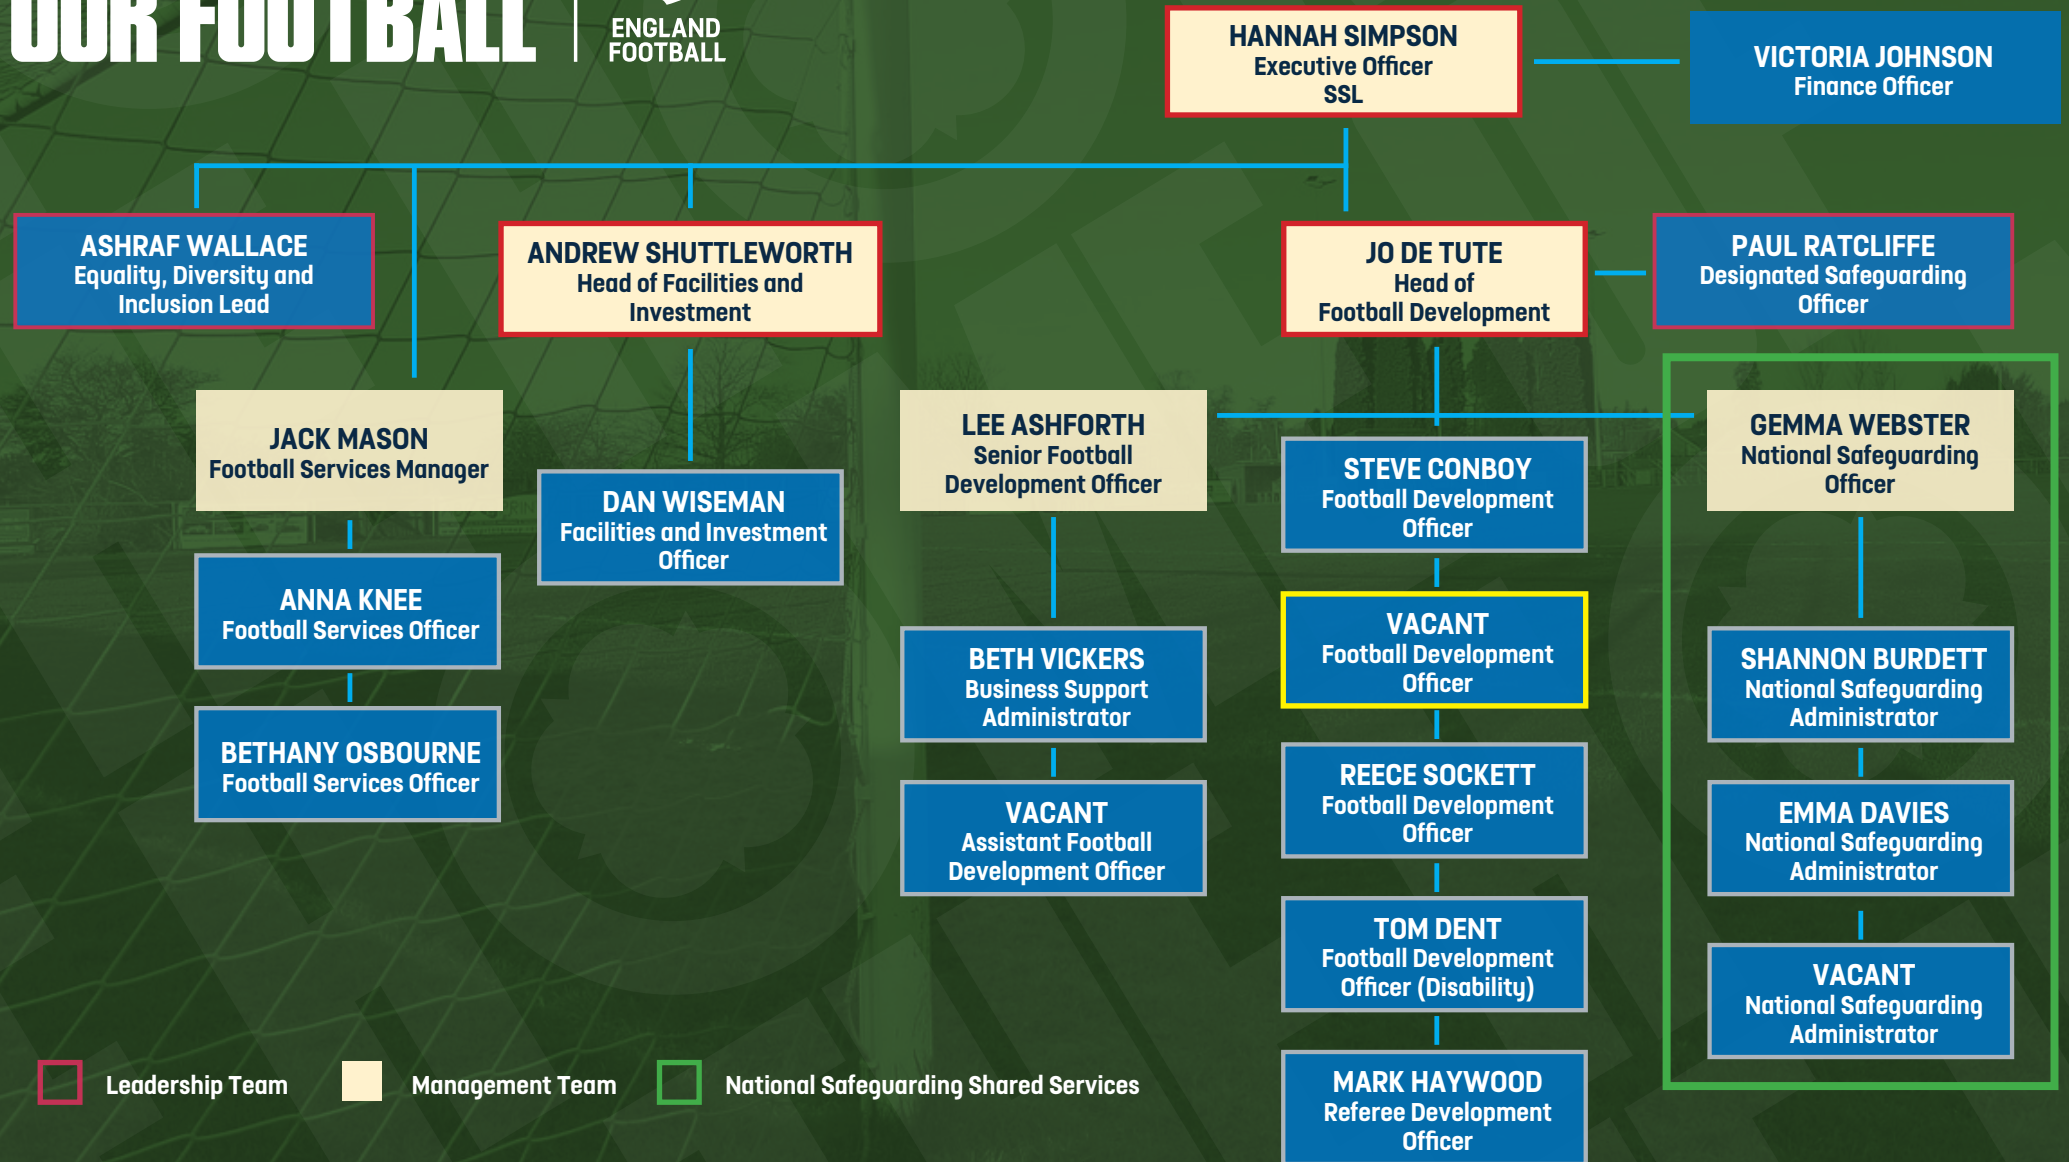 OUR FOOTBALL
ENGLAND
FOOTBALL
HANNAH SIMPSON
Executive Officer
SSL
VICTORIA JOHNSON
Finance Officer
ASHRAF WALLACE
Equality, Diversity and
Inclusion Lead
ANDREW SHUTTLEWORTH
Head of Facilities and
Investment
JO DE TUTE
Head of
Football Development
PAUL RATCLIFFE
Designated Safeguarding
Officer
JACK MASON
Football Services Manager
ANNA KNEE
Football Services Officer
BETHANY OSBOURNE
Football Services Officer
DAN WISEMAN
Facilities and Investment
Officer
LEE ASHFORTH
Senior Football
Development Officer
BETH VICKERS
Business Support
Administrator
VACANT
Assistant Football
Development Officer
STEVE CONBOY
Football Development
Officer
VACANT
Football Development
Officer
REECE SOCKETT
Football Development
Officer
TOM DENT
Football Development
Officer (Disability)
MARK HAYWOOD
Referee Development
Officer
GEMMA WEBSTER
National Safeguarding
Officer
SHANNON BURDETT
National Safeguarding
Administrator
EMMA DAVIES
National Safeguarding
Administrator
VACANT
National Safeguarding
Administrator
Leadership Team
Management Team
National Safeguarding Shared Services